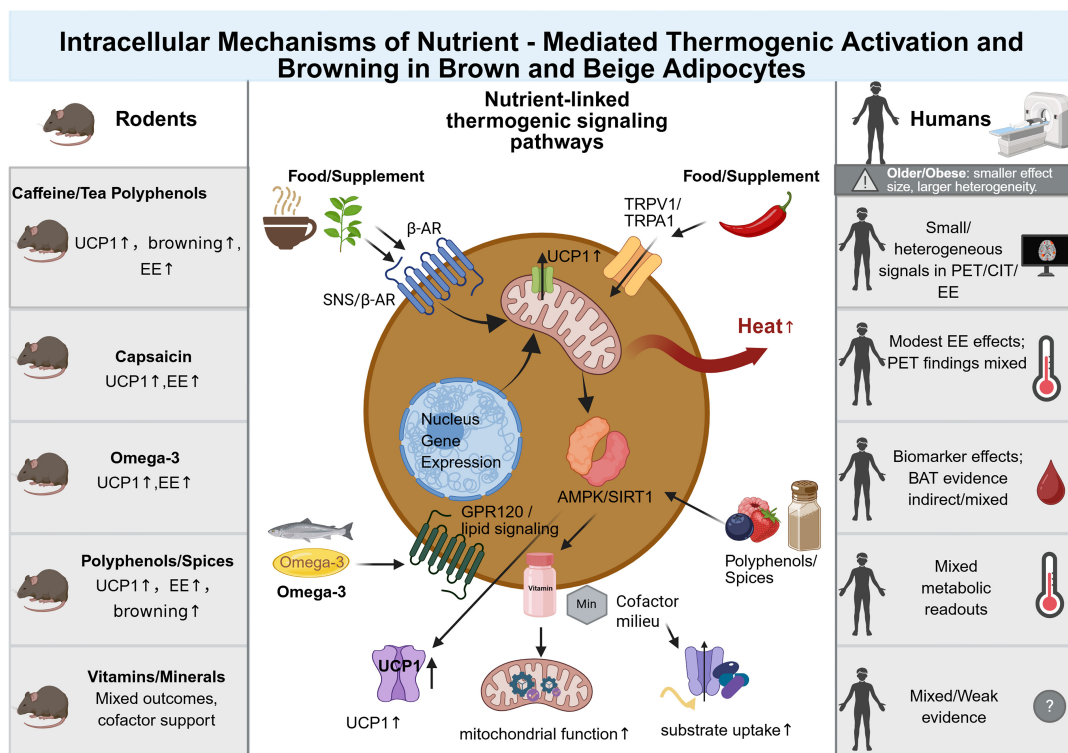 Intracellular Mechanisms of Nutrient - Mediated Thermogenic Activation and
Browning in Brown and Beige Adipocytes
Rodents
Caffeine/Tea Polyphenols
UCP1↑, browning↑,
EE↑
Capsaicin
UCP1↑,EE↑
Omega-3
UCP1↑,EE↑
Polyphenols/Spices
UCP1↑, EE↑,
browning↑
Vitamins/Minerals
Mixed outcomes,
cofactor support
Nutrient-linked
thermogenic signaling
pathways
Food/Supplement
β-AR
SNS/β-AR
Food/Supplement
TRPV1/
TRPA1
UCP1↑
Heat↑
Nucleus
Gene
Expression
AMPK/SIRT1
GPR120 /
lipid signaling
Omega-3
Omega-3
Polyphenols/
Spices
Vitamin
Min
Cofactor
milieu
UCP1
UCP1↑
mitochondrial function↑
substrate uptake↑
Humans
Older/Obese: smaller effect
size, larger heterogeneity.
Small/
heterogeneous
signals in PET/CIT/
EE
Modest EE effects;
PET findings mixed
Biomarker effects;
BAT evidence
indirect/mixed
Mixed
metabolic
readouts
Mixed/Weak
evidence
?